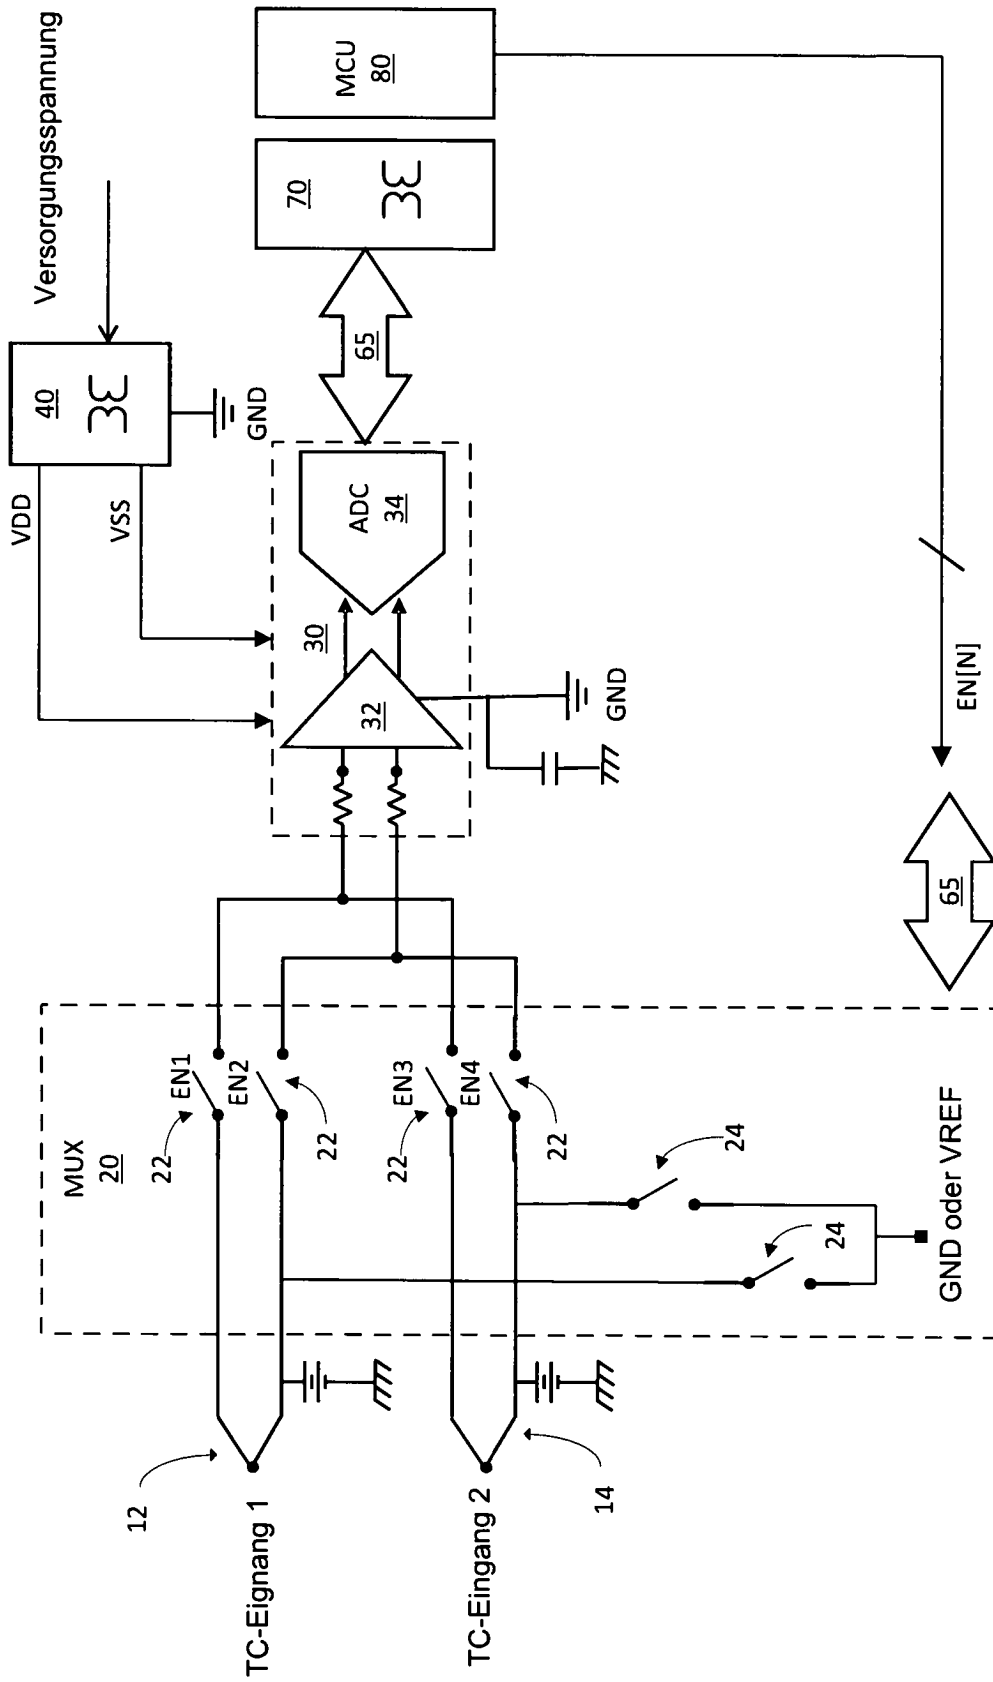 Versorgungsspannung
40
VDD
VSS
GND
MCU
80
70
65
ADC
34
30
32
GND
EN[N]
65
MUX
20
EN1
22
EN2
22
EN3
22
EN4
22
24
24
GND oder VREF
12
TC-Eignang 1
TC-Eingang 2
14